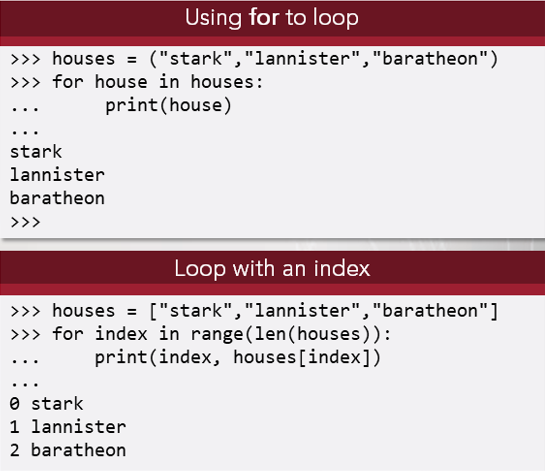 Using for to loop
>>> houses = ("stark","lannister","baratheon")
>>> for house in houses:
...      print(house)
...
stark
lannister
baratheon
>>>
Loop with an index
>>> houses = ["stark","lannister","baratheon"]
>>> for index in range(len(houses)):
...     print(index, houses[index])
...
0 stark
1 lannister
2 baratheon